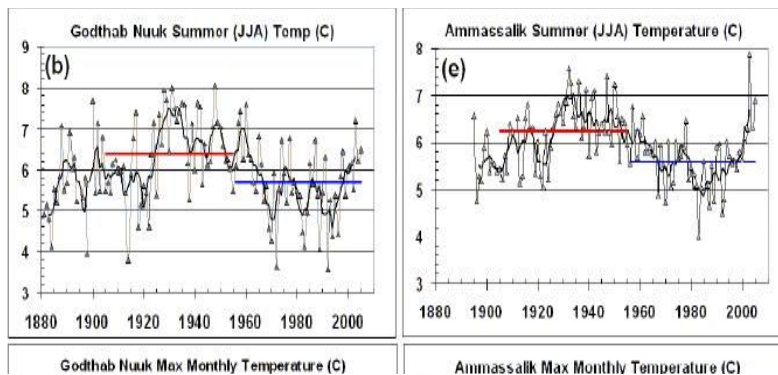 Godthab Nuuk Summer (JJA) Temp (C)
(b)
9
8
7
6
5
4
3
1880 1900 1920 1940 1960 1980 2000
Ammassalik Summer (JJA) Temperature (C)
(e)
8
7
6
5
4
3
1880 1900 1920 1940 1960 1980 2000
Godthab Nuuk Max Monthly Temperature (C)
Ammassalik Max Monthly Temperature (C)